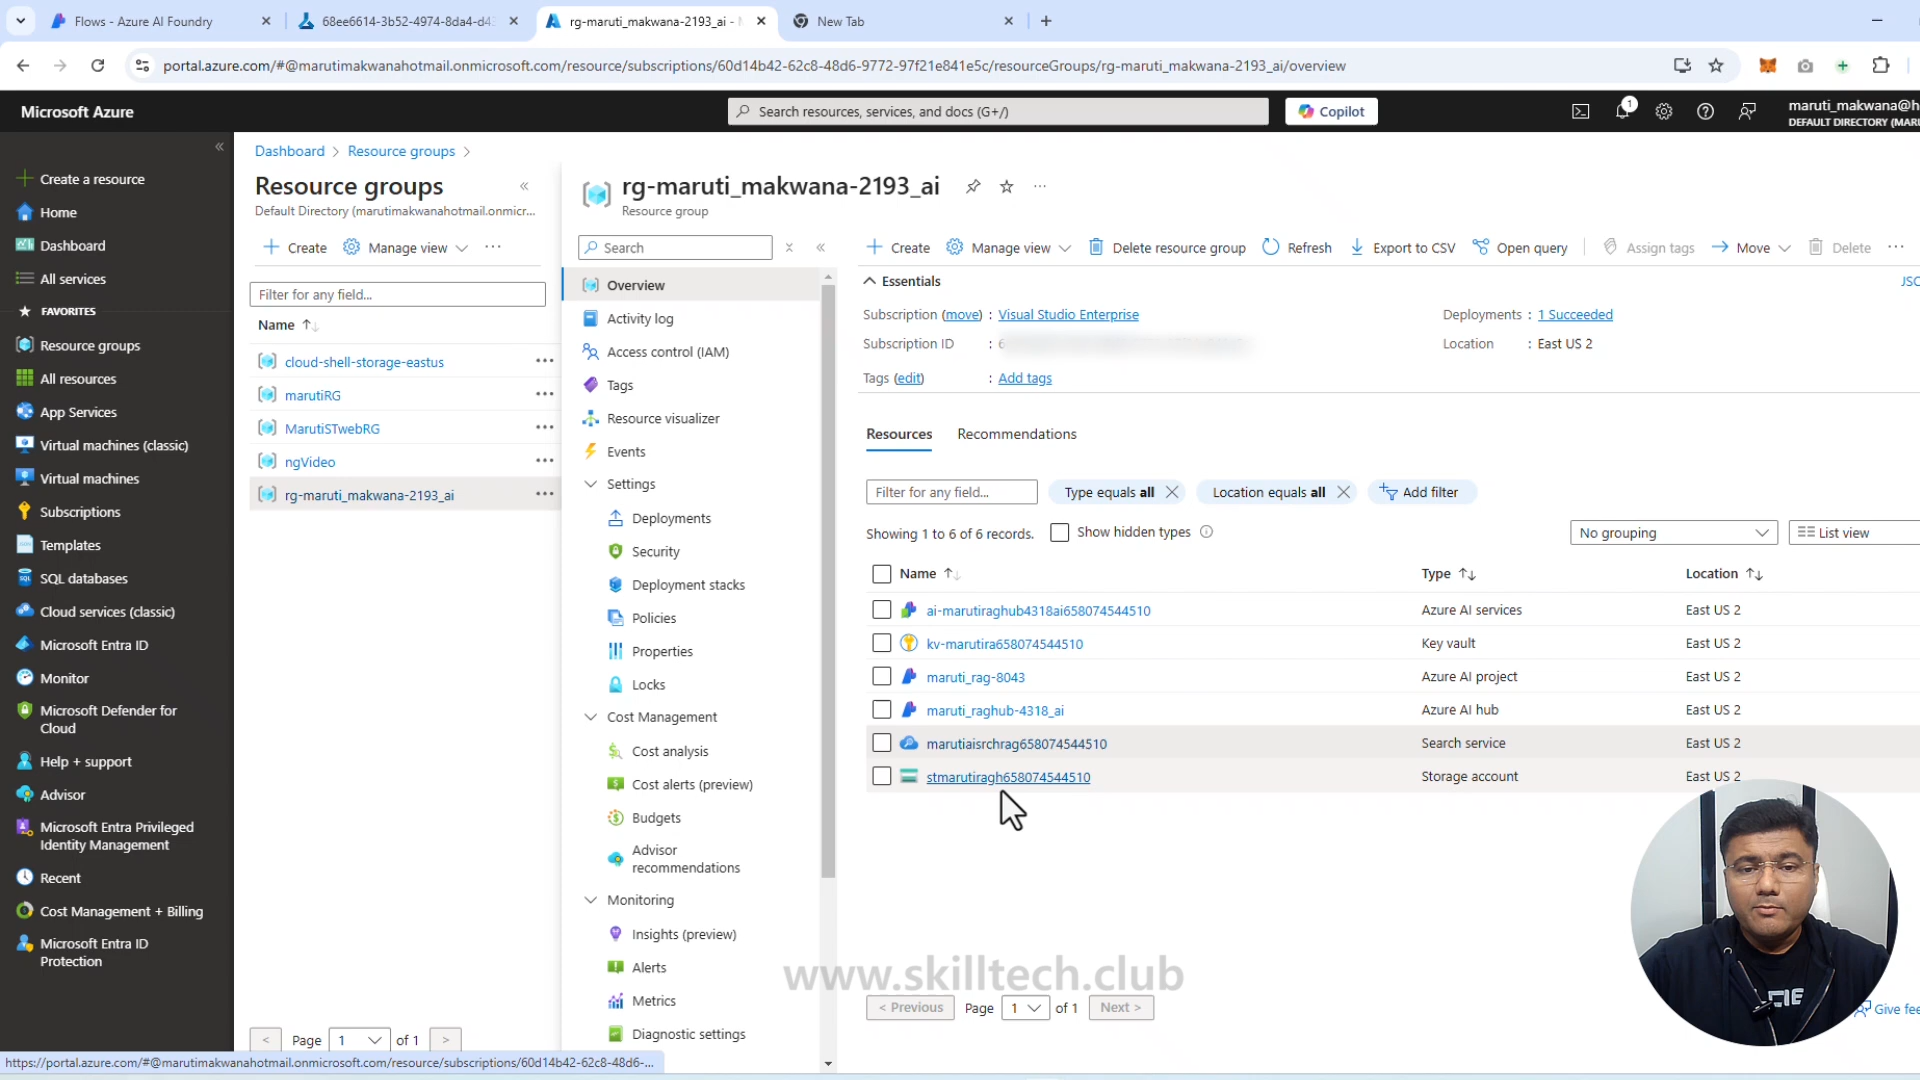 Flows - Azure AI Foundry
68ee6614-3b52-4974-8da4-d4
rg-maruti_makwana-2193_ai -
New Tab
portal.azure.com/#@marutimakwanahotmail.onmicrosoft.com/resource/subscriptions/60d14b42-62c8-48d6-9772-97f21e841e5c/resourceGroups/rg-maruti_makwana-2193_ai/overview
Microsoft Azure
Search resources, services, and docs (G+/)
Copilot
1
maruti_makwana@h
DEFAULT DIRECTORY (MARU
Create a resource
Home
Dashboard
All services
FAVORITES
Resource groups
All resources
App Services
Virtual machines (classic)
Virtual machines
Subscriptions
Templates
SQL databases
Cloud services (classic)
Microsoft Entra ID
Monitor
Microsoft Defender for
Cloud
Help + support
Advisor
Microsoft Entra Privileged
Identity Management
Recent
Cost Management + Billing
Microsoft Entra ID
Protection
Dashboard > Resource groups >
Resource groups
Default Directory (marutimakwanahotmail.onmicr...
Create
Manage view
Filter for any field...
Name
cloud-shell-storage-eastus
marutiRG
MarutiSTwebRG
ngVideo
rg-maruti_makwana-2193_ai
< Page 1 of 1 >
rg-maruti_makwana-2193_ai
Resource group
Search
Overview
Activity log
Access control (IAM)
Tags
Resource visualizer
Events
Settings
Deployments
Security
Deployment stacks
Policies
Properties
Locks
Cost Management
Cost analysis
Cost alerts (preview)
Budgets
Advisor
recommendations
Monitoring
Insights (preview)
Alerts
Metrics
Diagnostic settings
Create
Manage view
Delete resource group
Refresh
Export to CSV
Open query
Assign tags
Move
Delete
Essentials
JSO
Subscription (move) : Visual Studio Enterprise
Deployments : 1 Succeeded
Subscription ID : 6
Location : East US 2
Tags (edit) : Add tags
Resources
Recommendations
Filter for any field...
Type equals all
Location equals all
Add filter
Showing 1 to 6 of 6 records.
Show hidden types
No grouping
List view
Name Type Location
ai-marutiraghub4318ai658074544510 Azure AI services East US 2
kv-marutira658074544510 Key vault East US 2
maruti_rag-8043 Azure AI project East US 2
maruti_raghub-4318_ai Azure AI hub East US 2
marutiaisrchrag658074544510 Search service East US 2
stmarutiragh658074544510 Storage account East US 2
www.skilltech.club
< Previous Page 1 of 1 Next >
Give fee
https://portal.azure.com/#@marutimakwanahotmail.onmicrosoft.com/resource/subscriptions/60d14b42-62c8-48d6-...